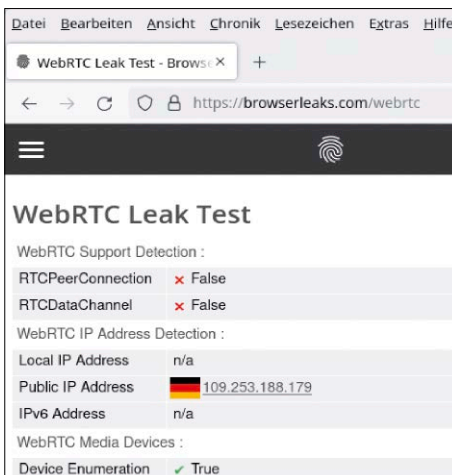 Datei Bearbeiten Ansicht Chronik Lesezeichen Extras Hilfe
WebRTC Leak Test - Browse
https://browserleaks.com/webrtc
WebRTC Leak Test
WebRTC Support Detection :
RTCPeerConnection × False
RTCDataChannel × False
WebRTC IP Address Detection :
Local IP Address n/a
Public IP Address 109.253.188.179
IPv6 Address n/a
WebRTC Media Devices :
Device Enumeration ✓ True